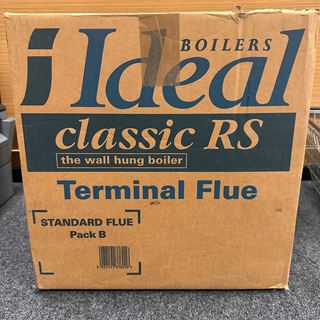 BOILERS
i Ideal
classic RS
the wall hung boiler
Terminal Flue
STANDARD FLUE
Pack B